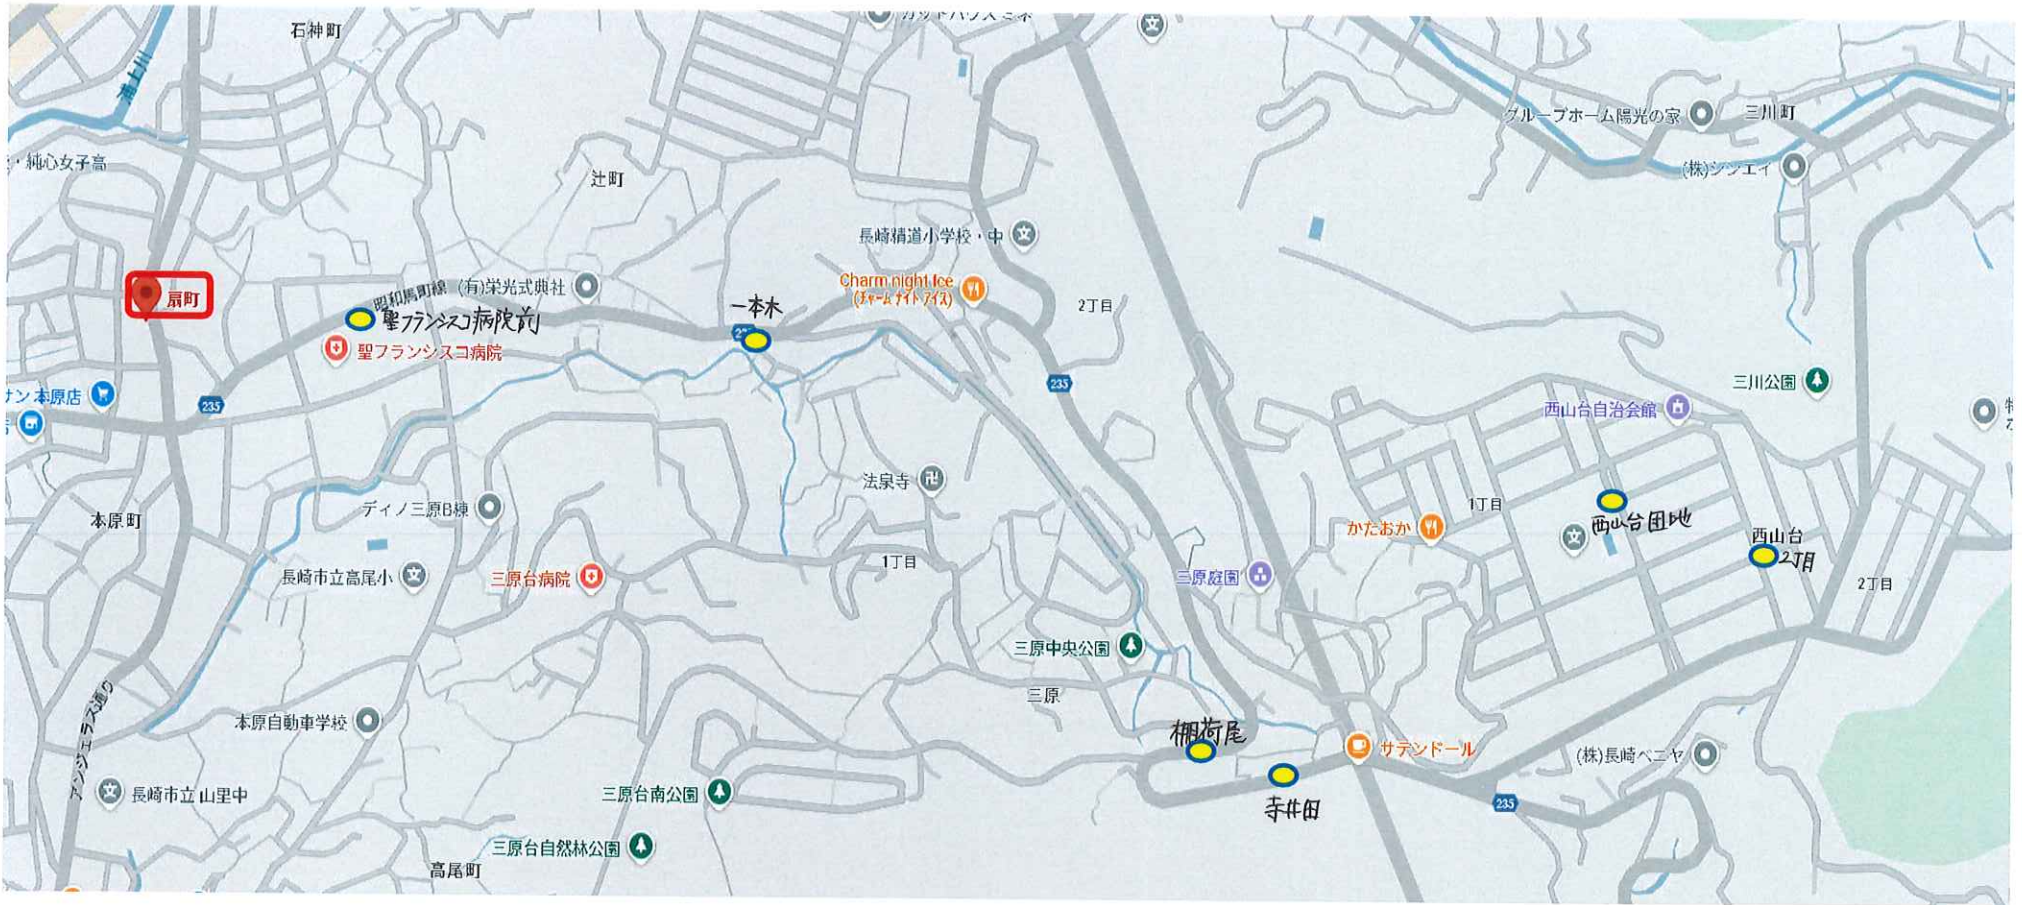 石神町
浦上川
・純心女子高
辻町
グループホーム陽光の家
三川町
(株)シンエイ
長崎精道小学校・中
Charm night Ice
(チャーム ナイト アイス)
2丁目
扇町
昭和馬町線
(有)栄光式典社
聖フランシスコ病院前
聖フランシスコ病院
一本木
235
235
三川公園
サン本原店
西山台自治会館
法泉寺
ディノ三原B棟
本原町
かたおか
1丁目
西山台団地
西山台
2丁目
2丁目
長崎市立高尾小
三原台病院
1丁目
三原庭園
三原中央公園
三原
アンジェラス通り
本原自動車学校
棚荷尾
サテンドール
(株)長崎ベニヤ
長崎市立山里中
三原台南公園
寺井田
235
三原台自然林公園
高尾町